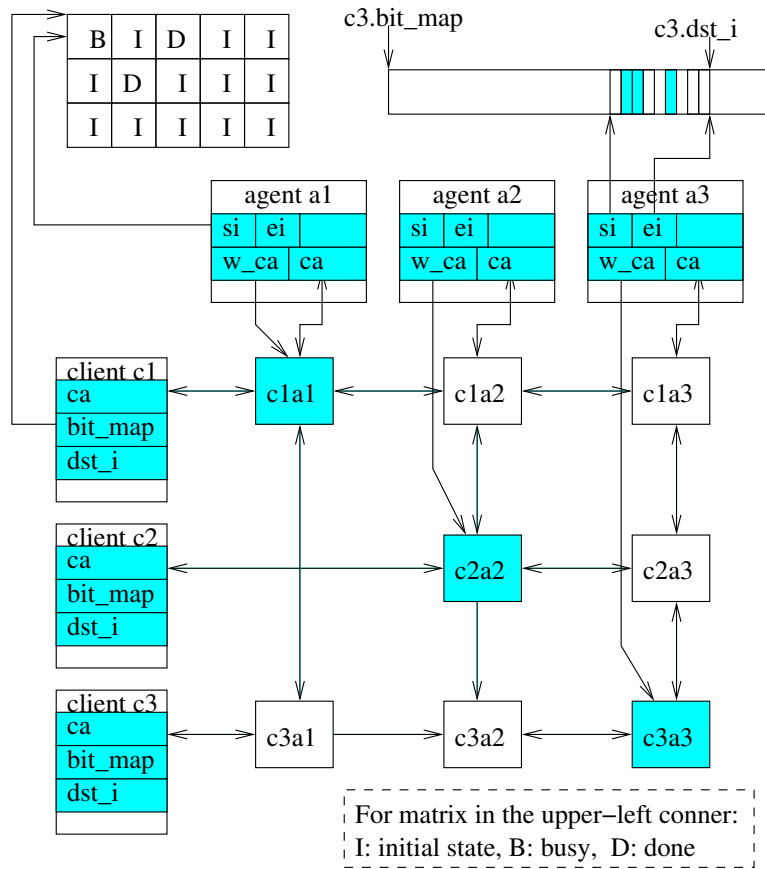 c3.bit_map
c3.dst_i
B I D I I
I D I I I
I I I I I
agent a1
si ei
w_ca ca
agent a2
si ei
w_ca ca
agent a3
si ei
w_ca ca
client c1
ca
bit_map
dst_i
c1a1
c1a2
c1a3
client c2
ca
bit_map
dst_i
c2a2
c2a3
client c3
ca
bit_map
dst_i
c3a1
c3a2
c3a3
For matrix in the upper−left conner:
I: initial state, B: busy, D: done